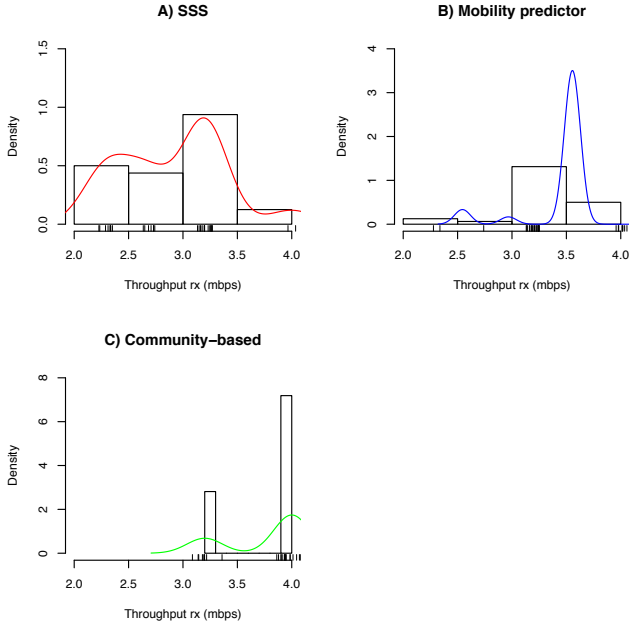 A) SSS
Density
0.0 0.5 1.0 1.5
2.0 2.5 3.0 3.5 4.0
Throughput rx (mbps)
B) Mobility predictor
Density
0 1 2 3 4
2.0 2.5 3.0 3.5 4.0
Throughput rx (mbps)
C) Community−based
Density
0 2 4 6 8
2.0 2.5 3.0 3.5 4.0
Throughput rx (mbps)